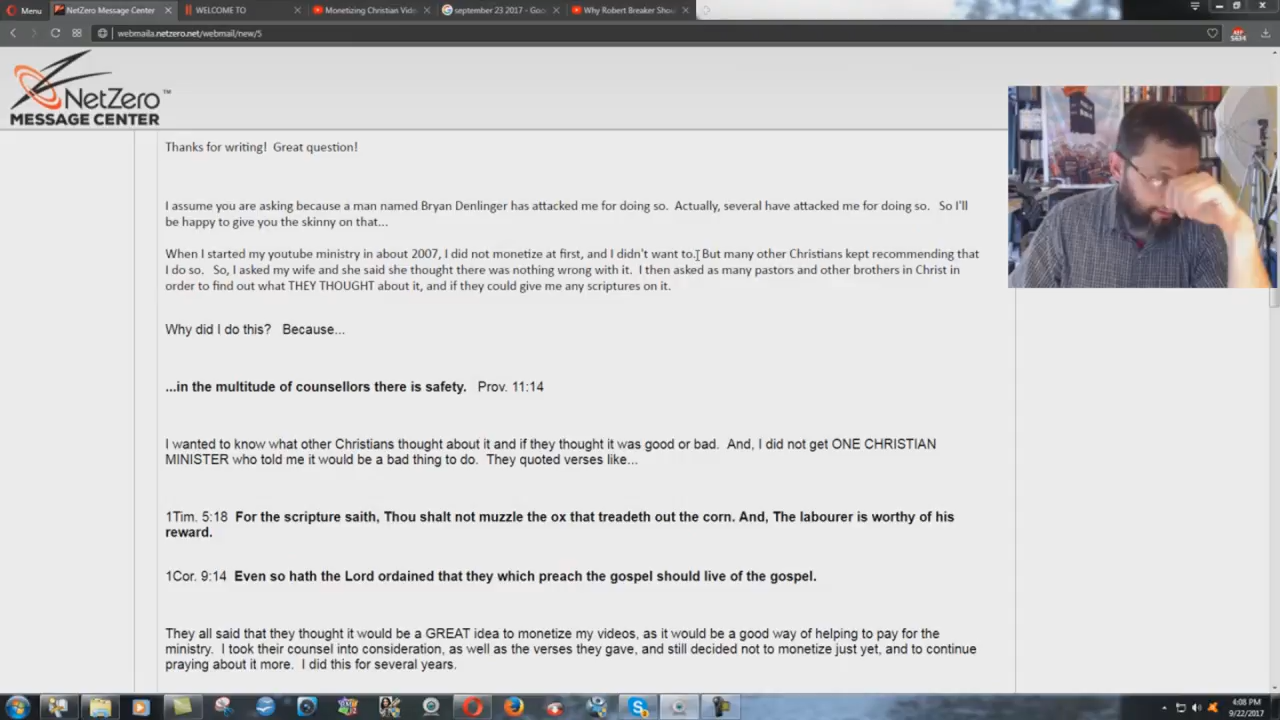 Menu
NetZero Message Center
WELCOME TO
Monetizing Christian Vid
september 23 2017 - Goo
Why Robert Breaker Shou
webmaila.netzero.net/webmail/new/5
NetZero™
MESSAGE CENTER
Thanks for writing! Great question!
I assume you are asking because a man named Bryan Denlinger has attacked me for doing so. Actually, several have attacked me for doing so. So I'll
be happy to give you the skinny on that...
When I started my youtube ministry in about 2007, I did not monetize at first, and I didn't want to. But many other Christians kept recommending that
I do so. So, I asked my wife and she said she thought there was nothing wrong with it. I then asked as many pastors and other brothers in Christ in
order to find out what THEY THOUGHT about it, and if they could give me any scriptures on it.
Why did I do this? Because...
...in the multitude of counsellors there is safety. Prov. 11:14
I wanted to know what other Christians thought about it and if they thought it was good or bad. And, I did not get ONE CHRISTIAN
MINISTER who told me it would be a bad thing to do. They quoted verses like...
1Tim. 5:18 For the scripture saith, Thou shalt not muzzle the ox that treadeth out the corn. And, The labourer is worthy of his
reward.
1Cor. 9:14 Even so hath the Lord ordained that they which preach the gospel should live of the gospel.
They all said that they thought it would be a GREAT idea to monetize my videos, as it would be a good way of helping to pay for the
ministry. I took their counsel into consideration, as well as the verses they gave, and still decided not to monetize just yet, and to continue
praying about it more. I did this for several years.
4:08 PM
9/22/2017